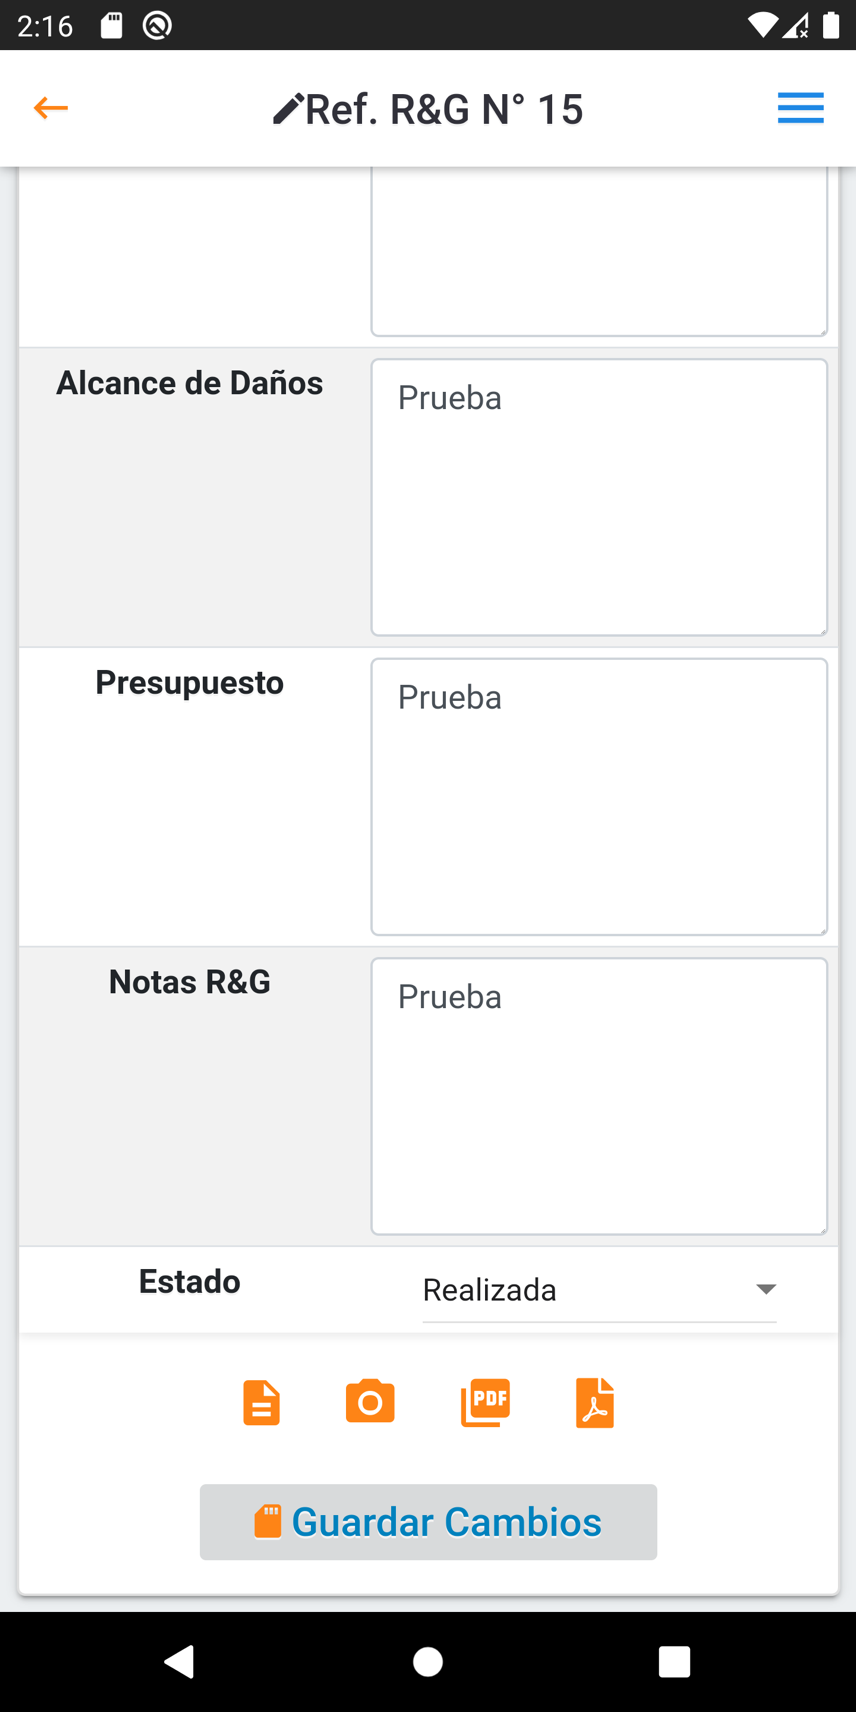 2:16
Ref. R&G N° 15
Alcance de Daños
Prueba
Presupuesto
Prueba
Notas R&G
Prueba
Estado
Realizada
PDF
Guardar Cambios